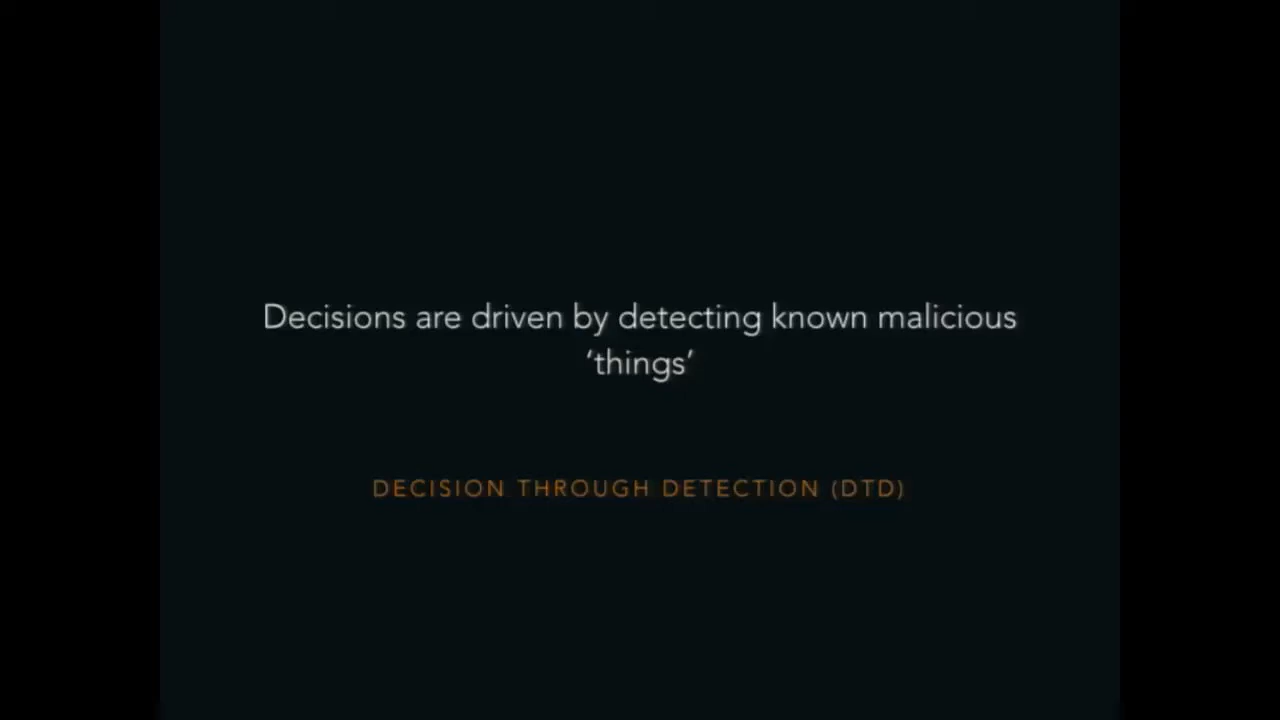 Decisions are driven by detecting known malicious
‘things’
DECISION THROUGH DETECTION (DTD)